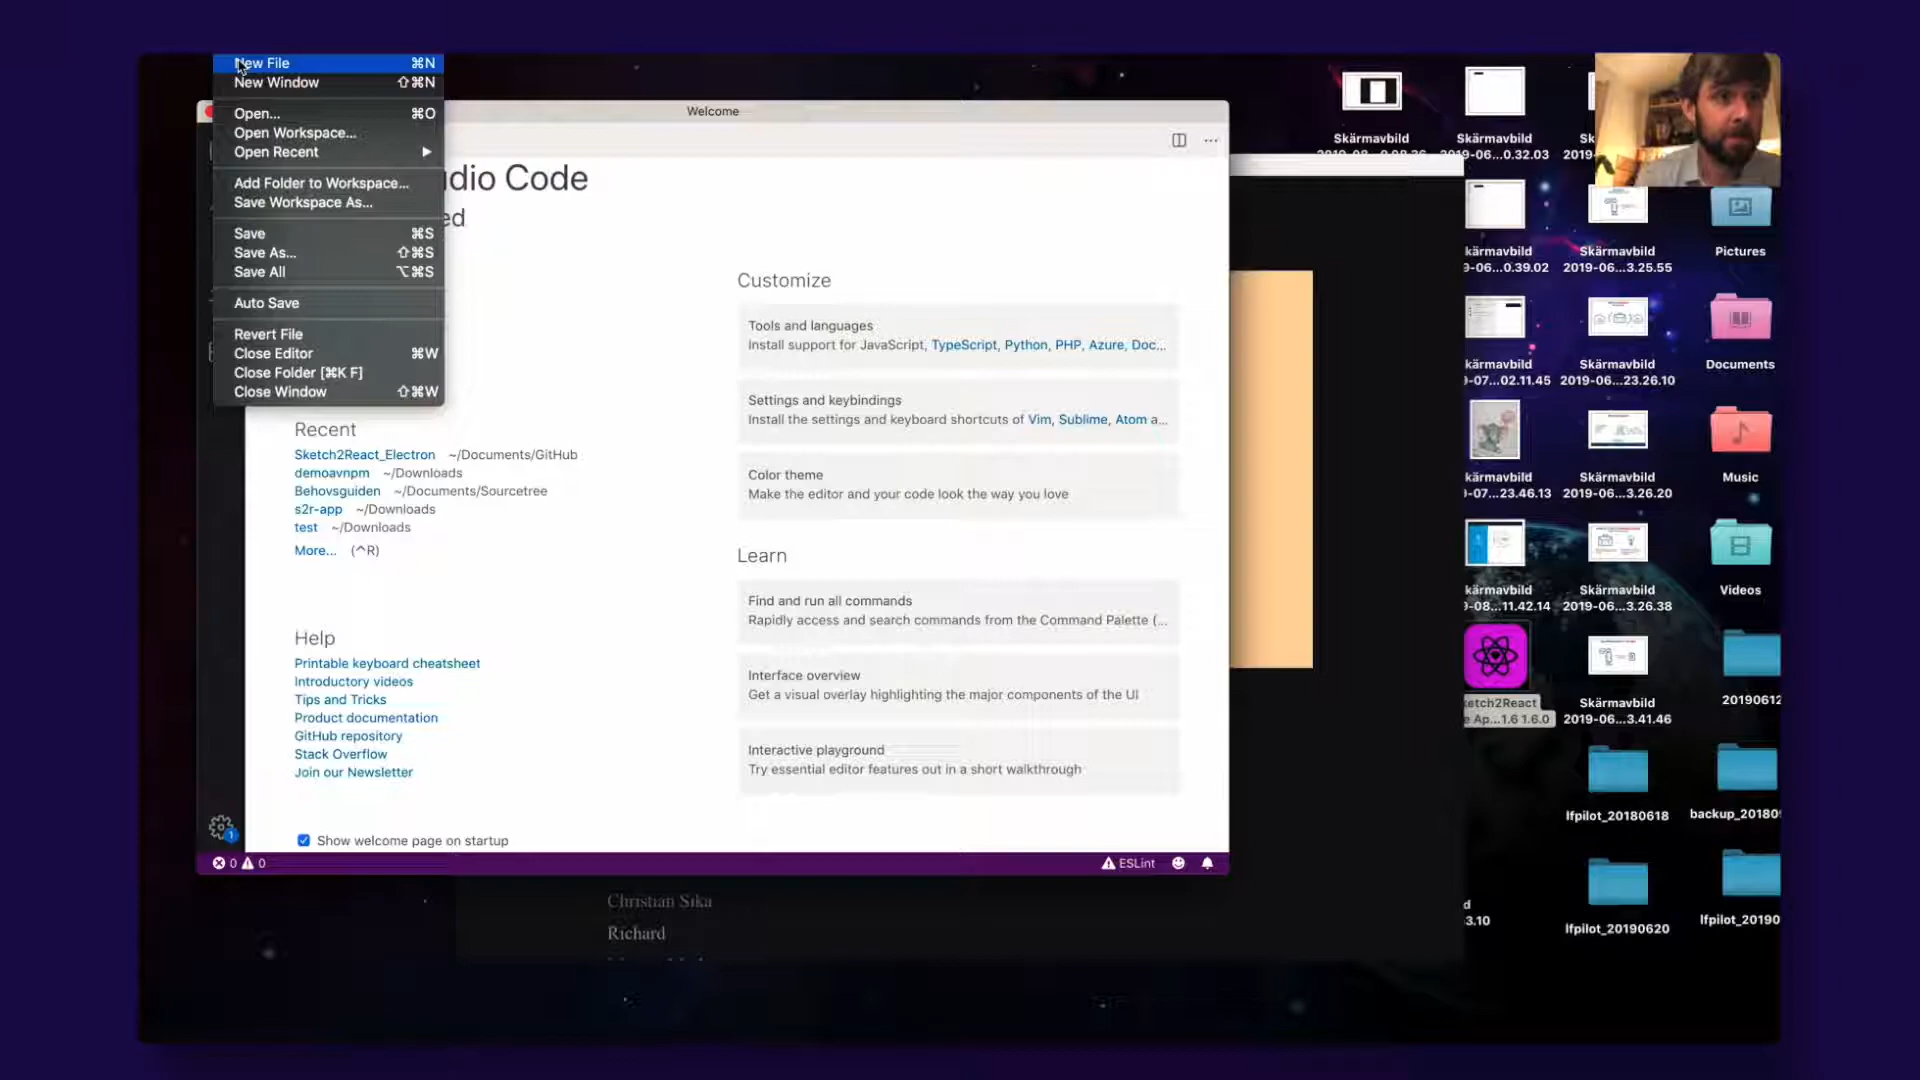 New File ⌘N
New Window ⇧⌘N
Open... ⌘O
Open Workspace...
Open Recent ▶
Add Folder to Workspace...
Save Workspace As...
Save ⌘S
Save As... ⇧⌘S
Save All ⌥⌘S
Auto Save
Revert File
Close Editor ⌘W
Close Folder [⌘K F]
Close Window ⇧⌘W
Welcome
dio Code
ed
Recent
Sketch2React_Electron ~/Documents/GitHub
demoavnpm ~/Downloads
Behovsguiden ~/Documents/Sourcetree
s2r-app ~/Downloads
test ~/Downloads
More... (^R)
Help
Printable keyboard cheatsheet
Introductory videos
Tips and Tricks
Product documentation
GitHub repository
Stack Overflow
Join our Newsletter
Show welcome page on startup
Customize
Tools and languages
Install support for JavaScript, TypeScript, Python, PHP, Azure, Doc...
Settings and keybindings
Install the settings and keyboard shortcuts of Vim, Sublime, Atom a...
Color theme
Make the editor and your code look the way you love
Learn
Find and run all commands
Rapidly access and search commands from the Command Palette (...
Interface overview
Get a visual overlay highlighting the major components of the UI
Interactive playground
Try essential editor features out in a short walkthrough
1
0 0
ESLint
Christian Sika
Richard
Skärmavbild
Skärmavbild
9-06...0.32.03
Sk
2019-
kärmavbild
9-06...0.39.02
Skärmavbild
2019-06...3.25.55
Pictures
kärmavbild
9-07...02.11.45
Skärmavbild
2019-06...23.26.10
Documents
kärmavbild
9-07...23.46.13
Skärmavbild
2019-06...3.26.20
Music
kärmavbild
9-08...11.42.14
Skärmavbild
2019-06...3.26.38
Videos
ketch2React
e Ap...1.6 1.6.0
Skärmavbild
2019-06...3.41.46
20190612
lfpilot_20180618
backup_20180
d
3.10
lfpilot_20190620
lfpilot_20190